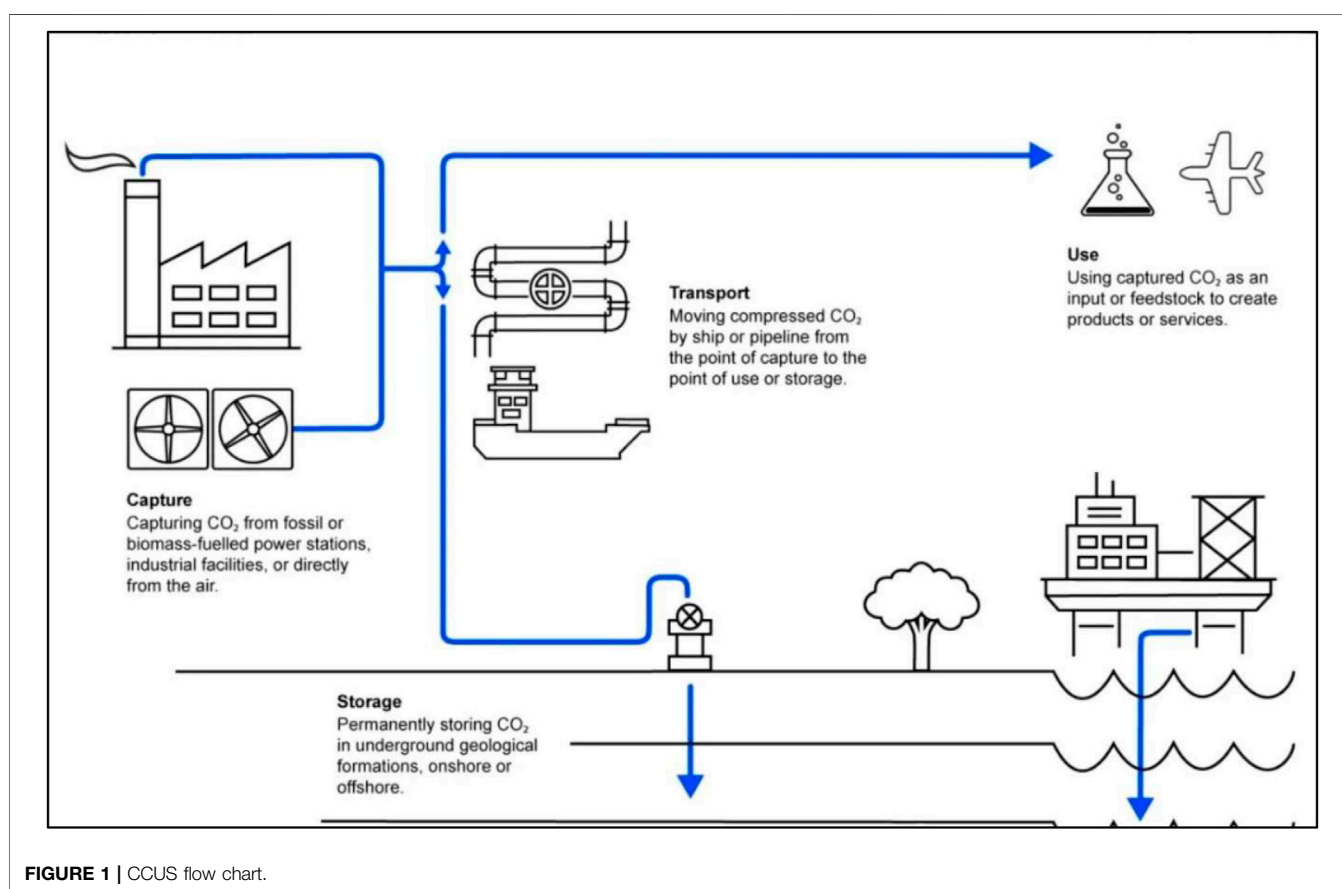 Use
Using captured CO₂ as an
input or feedstock to create
products or services.
Transport
Moving compressed CO₂
by ship or pipeline from
the point of capture to the
point of use or storage.
Capture
Capturing CO₂ from fossil or
biomass-fuelled power stations,
industrial facilities, or directly
from the air.
Storage
Permanently storing CO₂
in underground geological
formations, onshore or
offshore.
FIGURE 1 | CCUS flow chart.